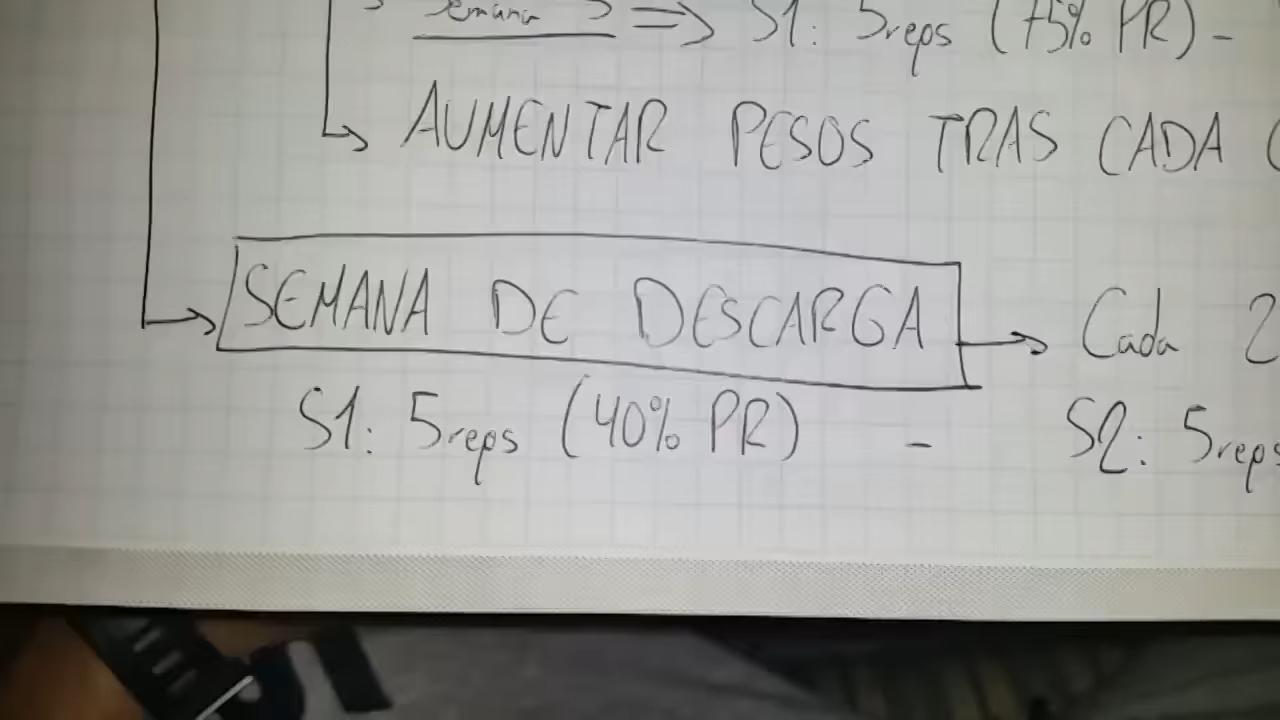 Semana 3 => S1: 5reps (75% PR) -
AUMENTAR PESOS TRAS CADA
SEMANA DE DESCARGA → Cada 2
S1: 5reps (40% PR) - S2: 5reps